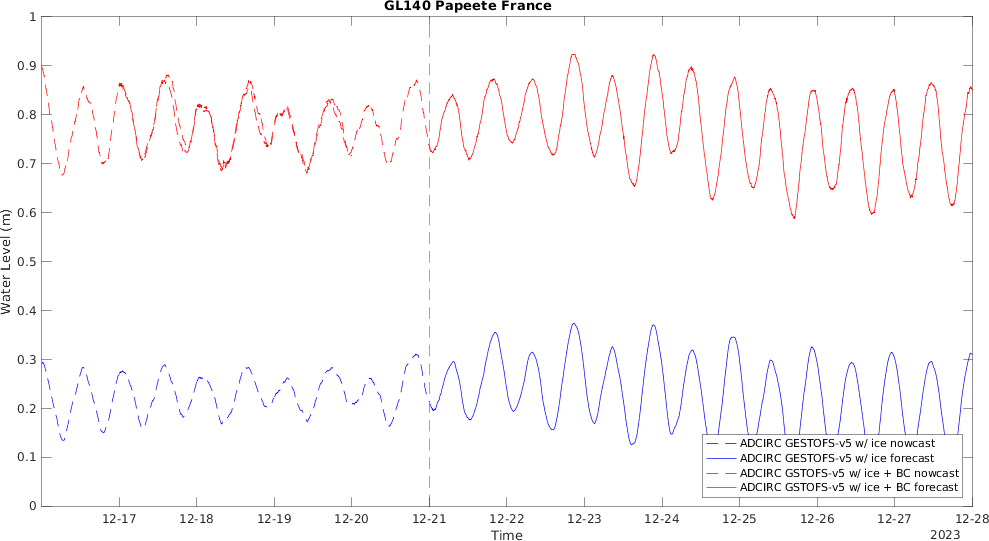 GL140 Papeete France
1
0.9
0.8
0.7
0.6
0.5
0.4
0.3
0.2
0.1
0
Water Level (m)
ADCIRC GESTOFS-v5 w/ ice nowcast
ADCIRC GESTOFS-v5 w/ ice forecast
ADCIRC GSTOFS-v5 w/ ice + BC nowcast
ADCIRC GSTOFS-v5 w/ ice + BC forecast
12-17 12-18 12-19 12-20 12-21 12-22 12-23 12-24 12-25 12-26 12-27 12-28
Time
2023